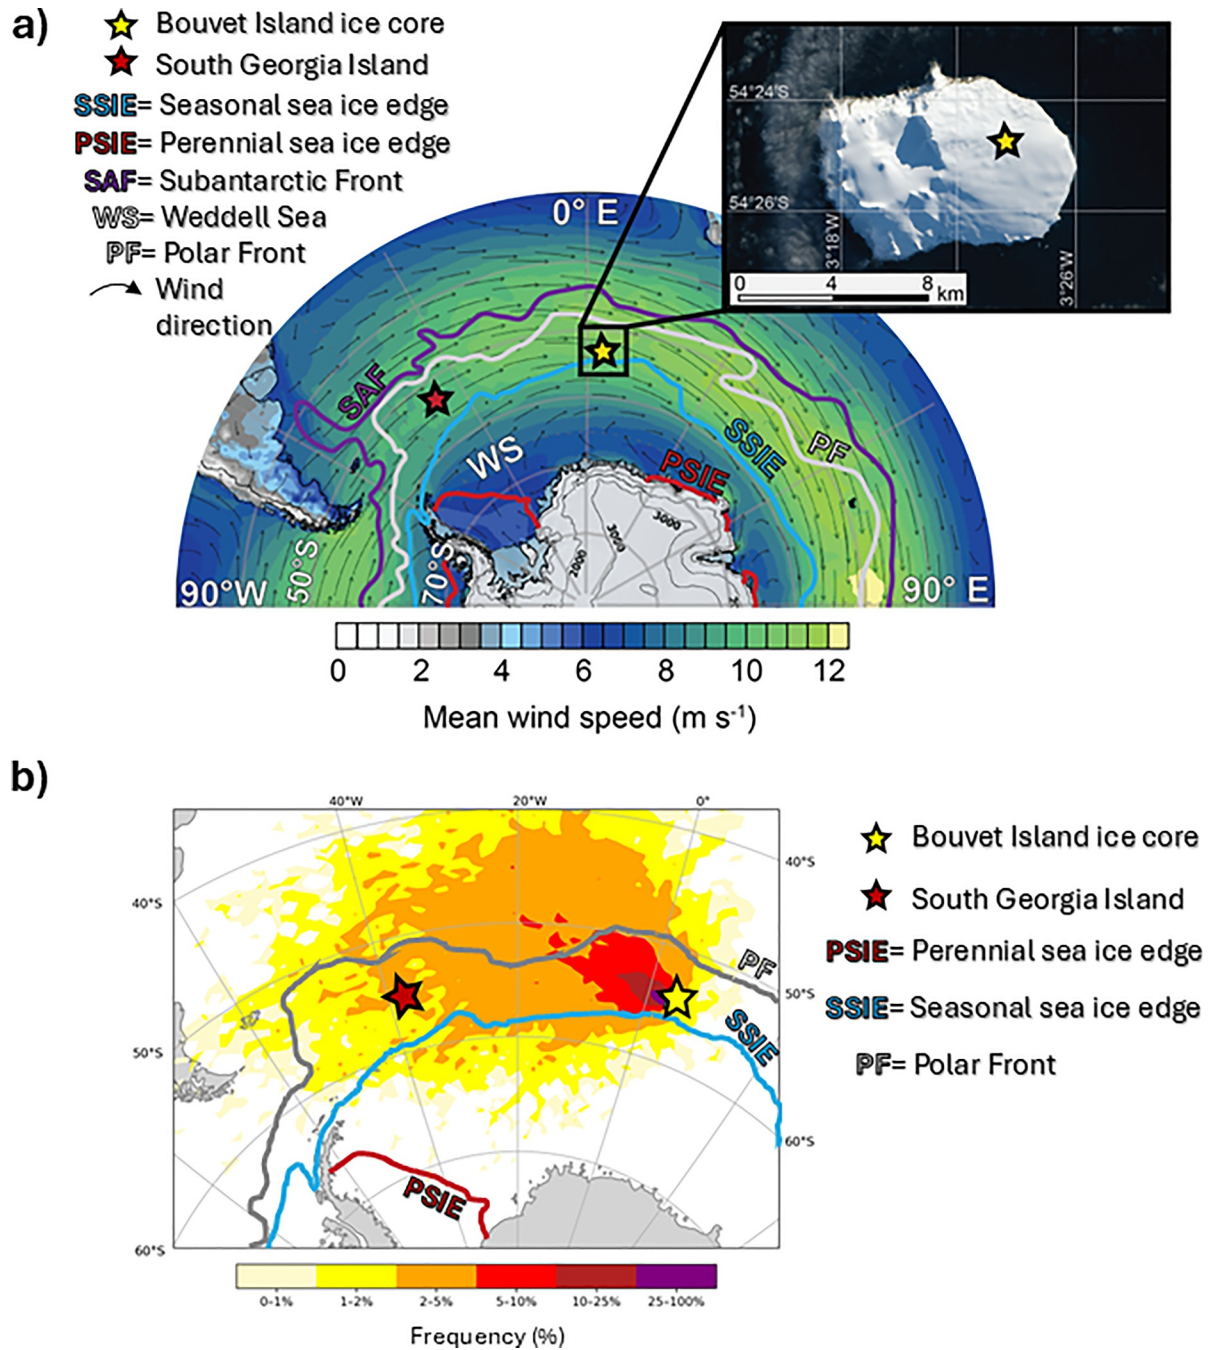 a)
Bouvet Island ice core
South Georgia Island
SSIE= Seasonal sea ice edge
PSIE= Perennial sea ice edge
SAF= Subantarctic Front
WS= Weddell Sea
PF= Polar Front
Wind
direction
54°24'S
54°26'S
3°18'W
3°26'W
0 4 8 km
0° E
SAF
WS
PSIE
SSIE
PF
3000
3000
2000
50°S
70°S
90°W
90° E
0 2 4 6 8 10 12
Mean wind speed (m s-1)
b)
40°W 20°W 0°
40°S
40°S
50°S
50°S
60°S
60°S
PF
SSIE
PSIE
Bouvet Island ice core
South Georgia Island
PSIE= Perennial sea ice edge
SSIE= Seasonal sea ice edge
PF= Polar Front
0-1% 1-2% 2-5% 5-10% 10-25% 25-100%
Frequency (%)